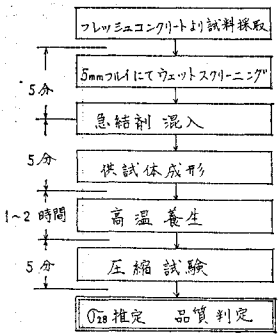 フレッシュコンクリートより試料採取
5mmフルイにてウェットスクリーニング
5分
急結剤 混入
5分
供試体成形
1~2 時間
高温養生
5分
圧縮試験
σ28 推定 品質判定